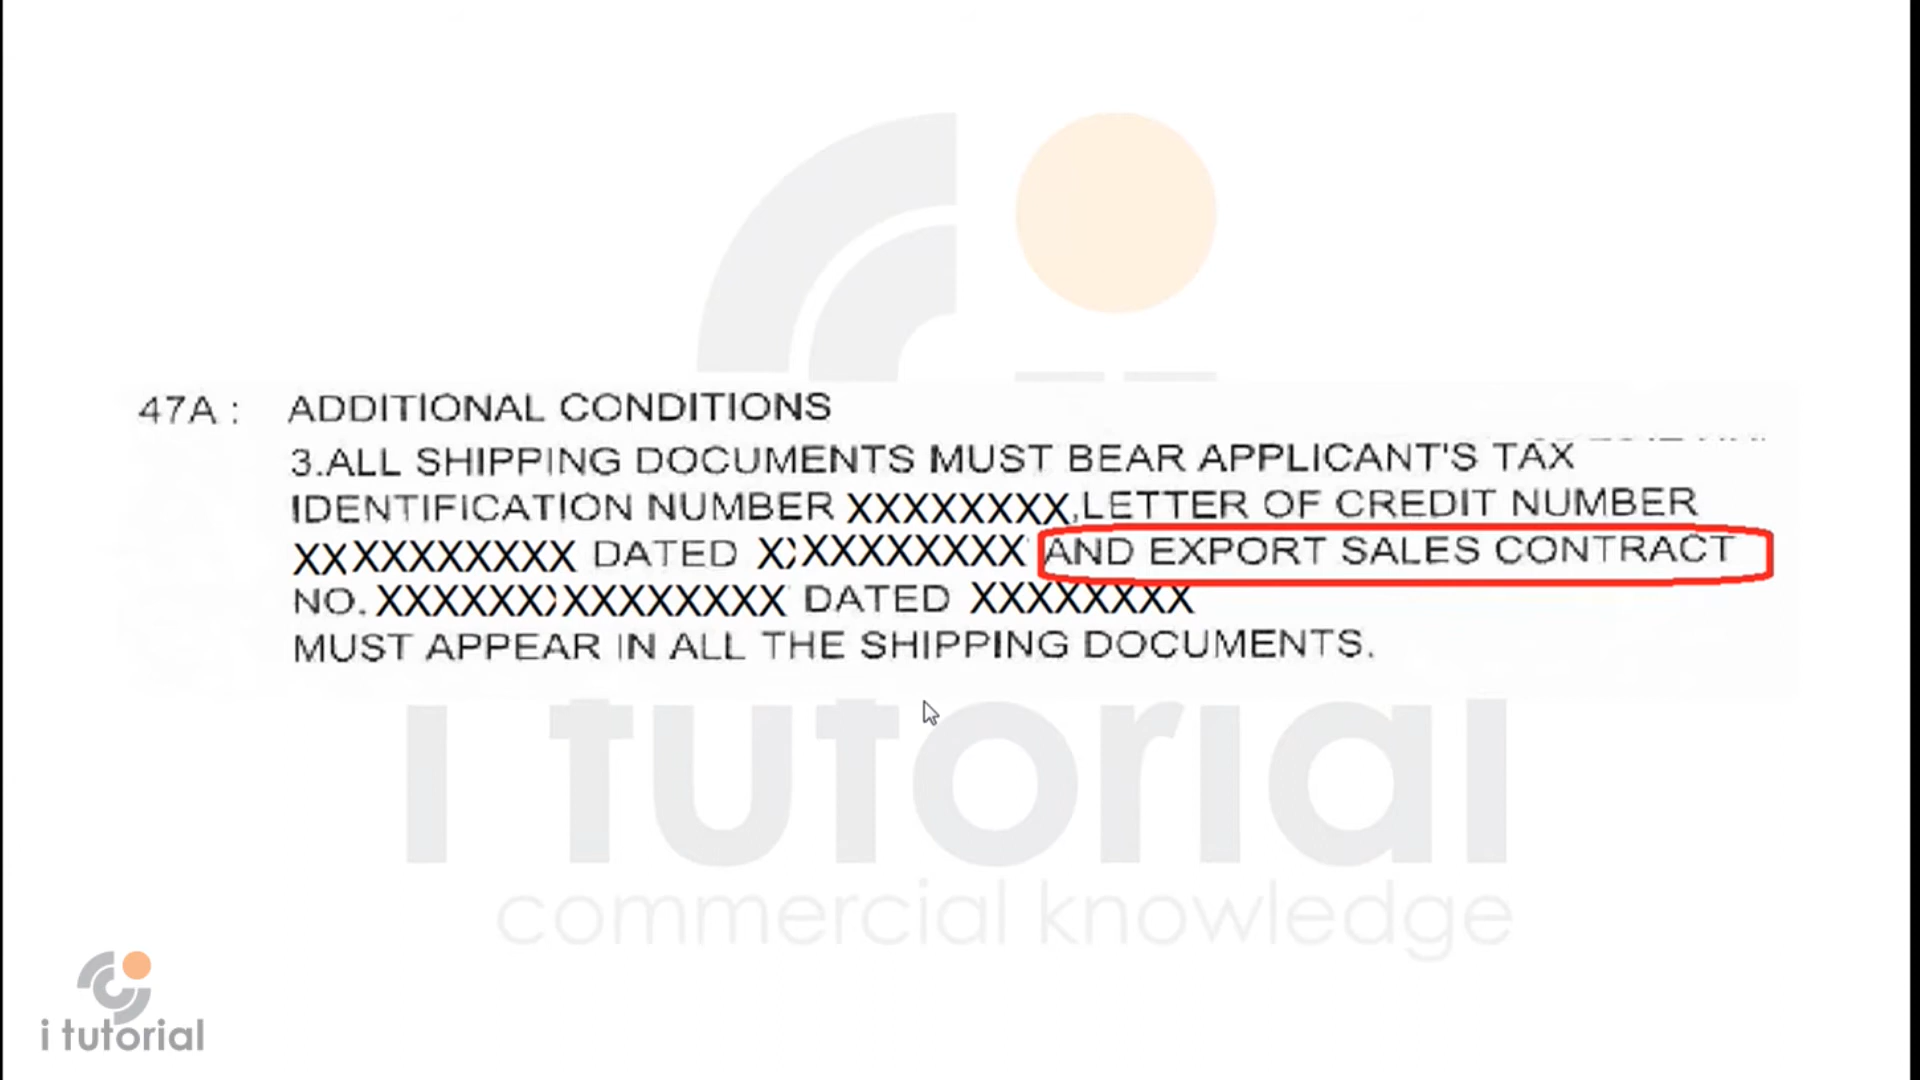 47A : ADDITIONAL CONDITIONS
3.ALL SHIPPING DOCUMENTS MUST BEAR APPLICANT'S TAX
IDENTIFICATION NUMBER XXXXXXXX,LETTER OF CREDIT NUMBER
XXXXXXXXXX DATED XXXXXXXXXX AND EXPORT SALES CONTRACT
NO. XXXXXXXXXXXXXXX DATED XXXXXXXX
MUST APPEAR IN ALL THE SHIPPING DOCUMENTS.
i tutorial
commercial knowledge
i tutorial